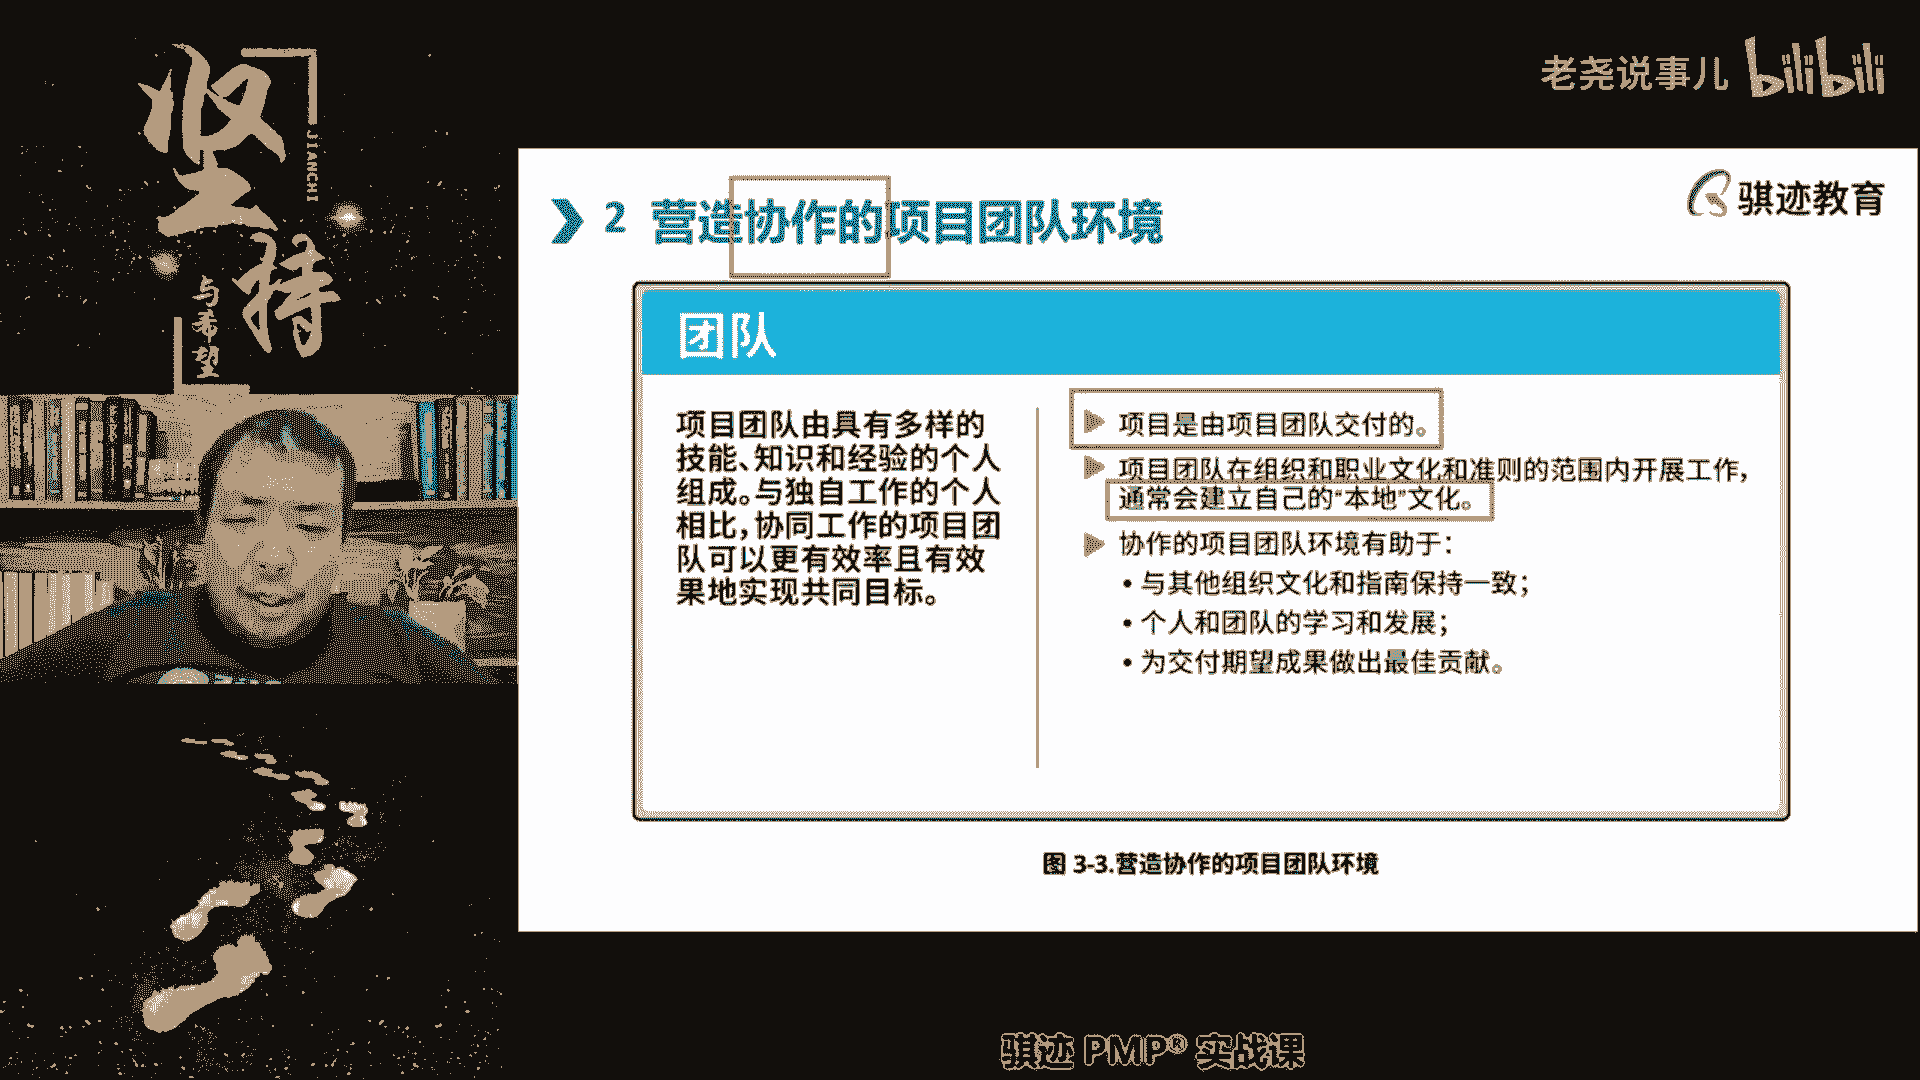 坚持
JIANCHI
与希望
老尧说事儿 bilibili
骐迹教育
2 营造协作的项目团队环境
团队
项目团队由具有多样的
技能、知识和经验的个人
组成。与独自工作的个人
相比，协同工作的项目团
队可以更有效率且有效
果地实现共同目标。
项目是由项目团队交付的。
项目团队在组织和职业文化和准则的范围内开展工作，
通常会建立自己的“本地”文化。
协作的项目团队环境有助于：
• 与其他组织文化和指南保持一致；
• 个人和团队的学习和发展；
• 为交付期望成果做出最佳贡献。
图 3-3.营造协作的项目团队环境
骐迹 PMP® 实战课